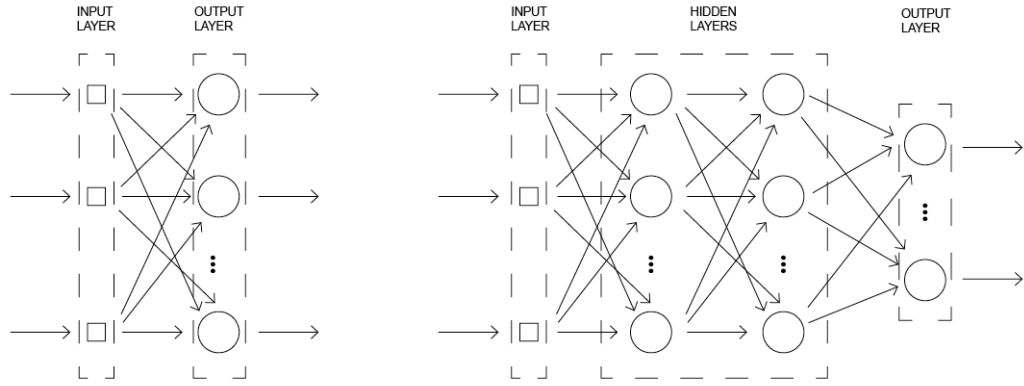 INPUT
LAYER
OUTPUT
LAYER
INPUT
LAYER
HIDDEN
LAYERS
OUTPUT
LAYER